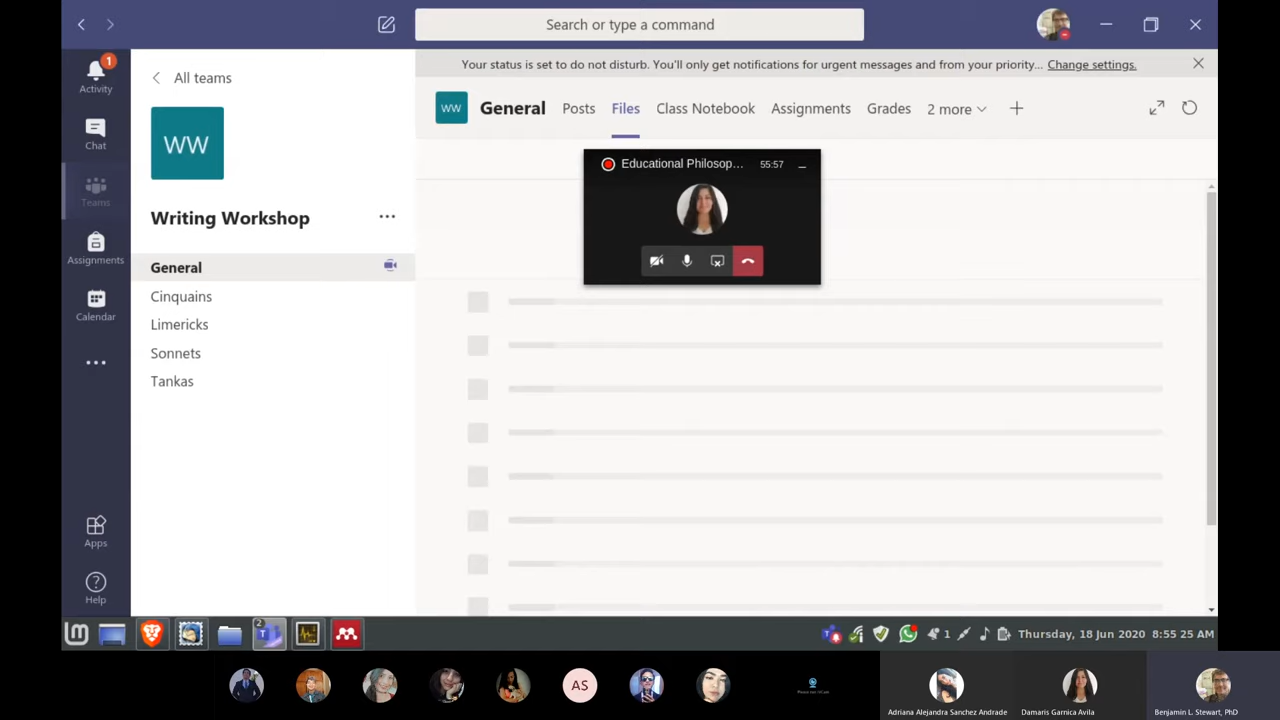 Search or type a command
1
Activity
Chat
Teams
Assignments
Calendar
Apps
Help
All teams
WW
Writing Workshop
General
Cinquains
Limericks
Sonnets
Tankas
Your status is set to do not disturb. You'll only get notifications for urgent messages and from your priority... Change settings.
WW General Posts Files Class Notebook Assignments Grades 2 more
Educational Philosop... 55:57
2
1 Thursday, 18 Jun 2020 8:55 25 AM
AS
Adriana Alejandra Sanchez Andrade
Damaris Garnica Avila
Benjamin L. Stewart, PhD